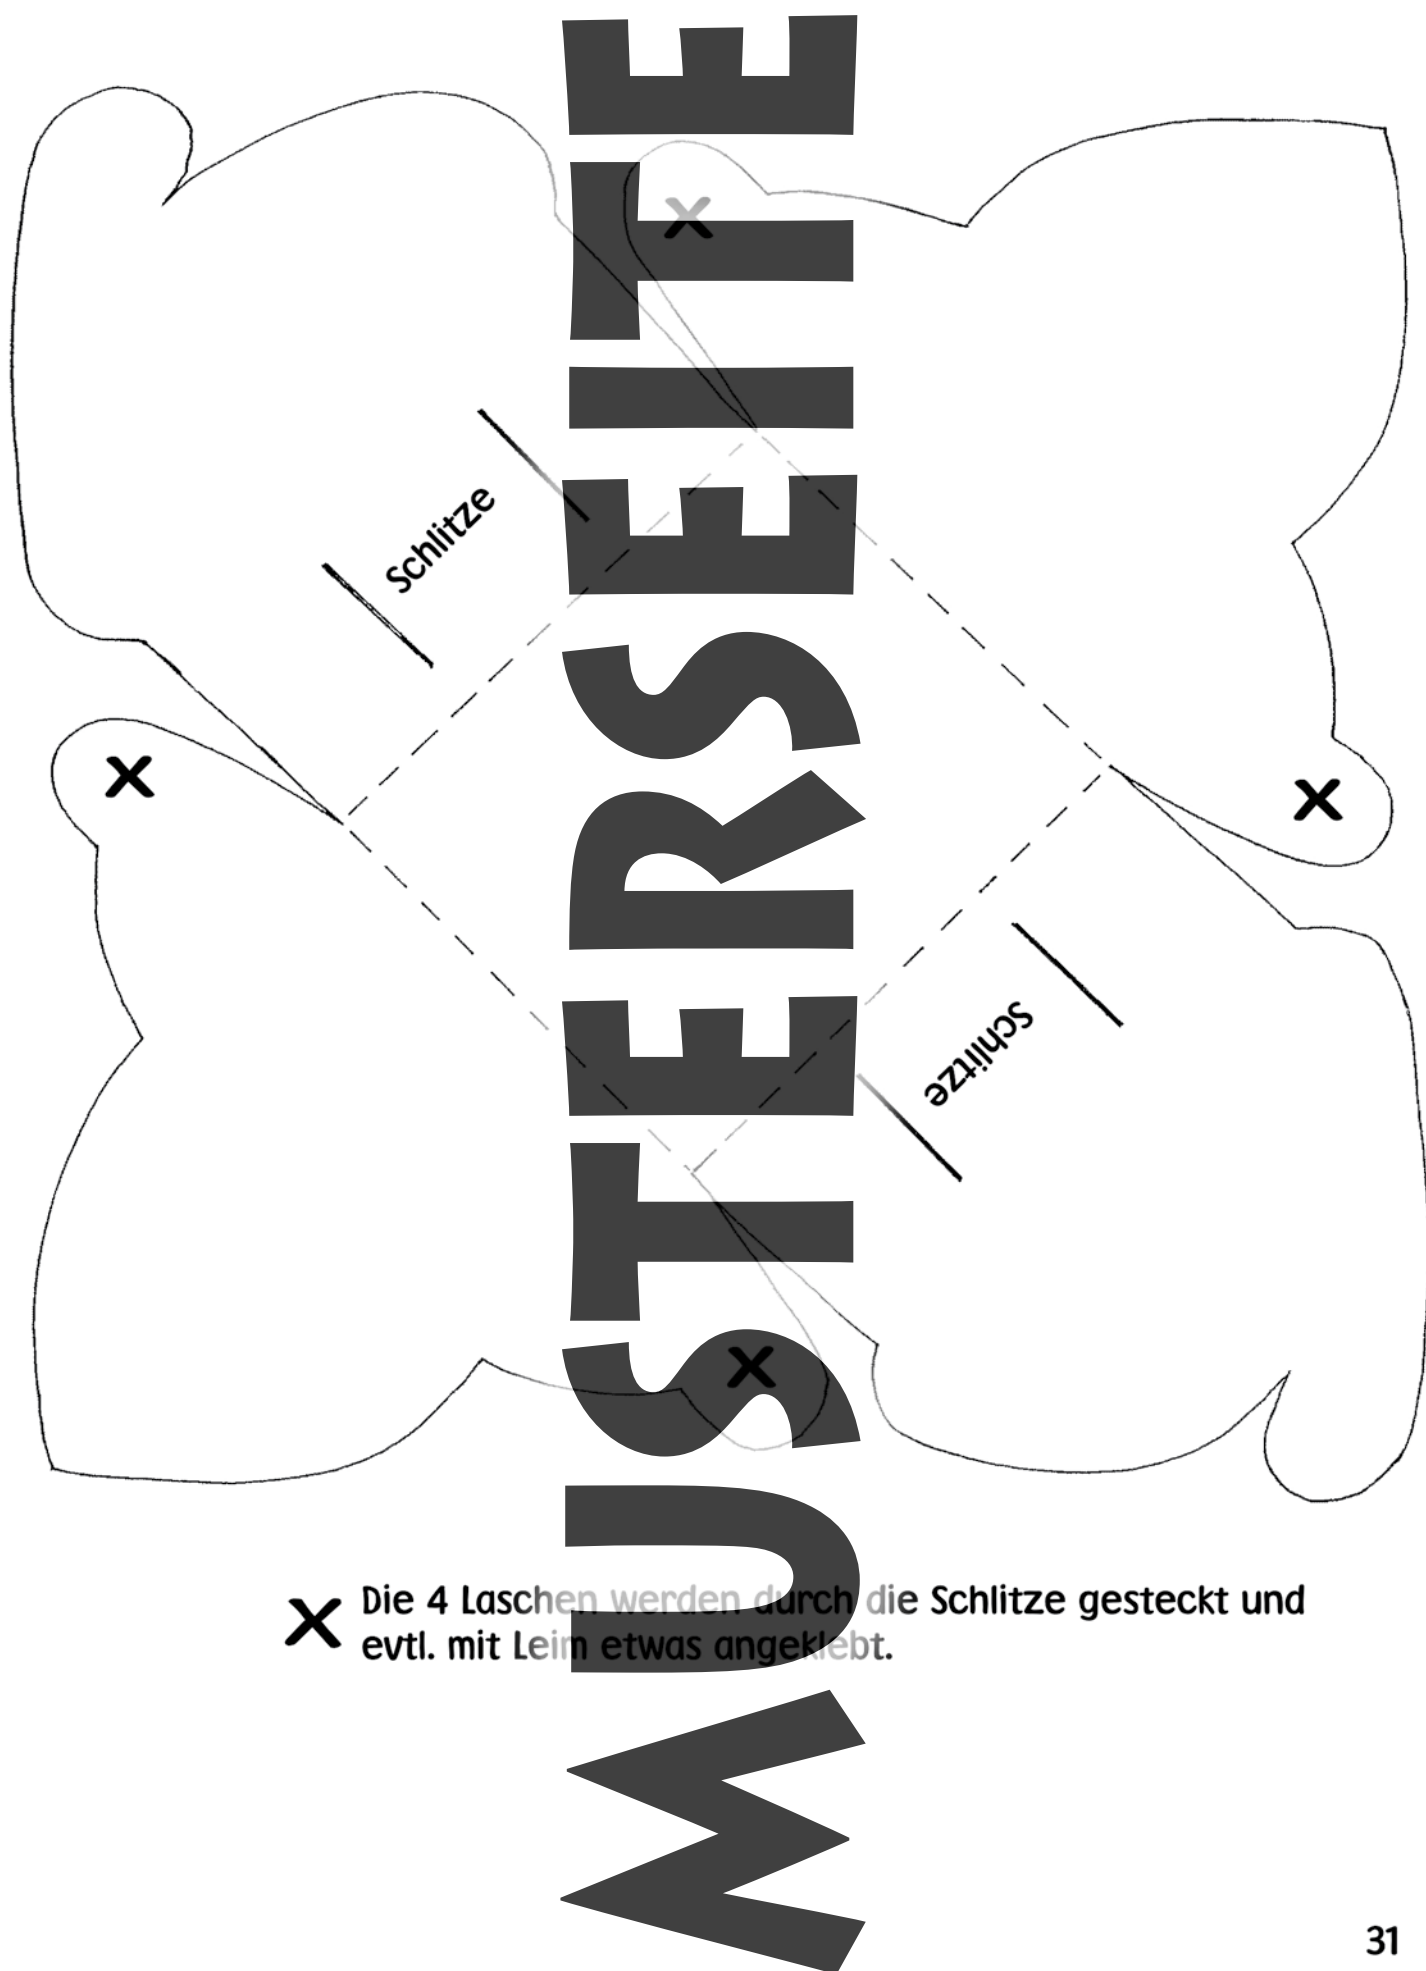 MUSTERSEITE
Schlitze
Schlitze
Die 4 Laschen werden durch die Schlitze gesteckt und
evtl. mit Leim etwas angeklebt.
31